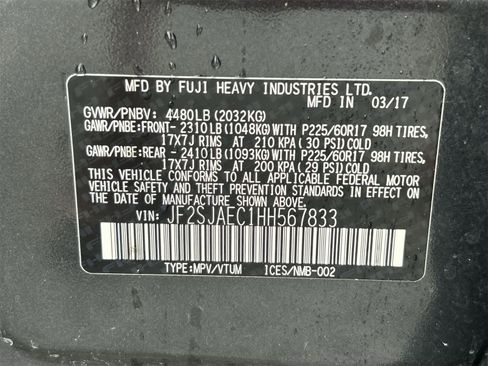 MFD BY FUJI HEAVY INDUSTRIES LTD.
GVWR/PNBV: 4480LB(2032KG) 03/17
GAWR/PNBE:FRONT- 2310LB(1048KG)WITH P225/60R17 98H TIRES,
17X7J RIMS AT 210 KPA( 30 PSI)COLD
GAWR/PNBE:REAR - 2410LB(1093KG)WITH P225/60R17 98H TIRES,
17X7J RIMS AT 200 KPA( 29 PSI)COLD
THIS VEHICLE CONFORMS TO ALL APPLICABLE FEDERAL MOTOR
VEHICLE SAFETY AND THEFT PREVENTION STANDARDS IN EFFECT
ON THE DATE OF MANUFACTURE SHOWN ABOVE.
VIN: JF2SJAEC1HH567833
TYPE:MPV/VTUM ICES/NMB-002